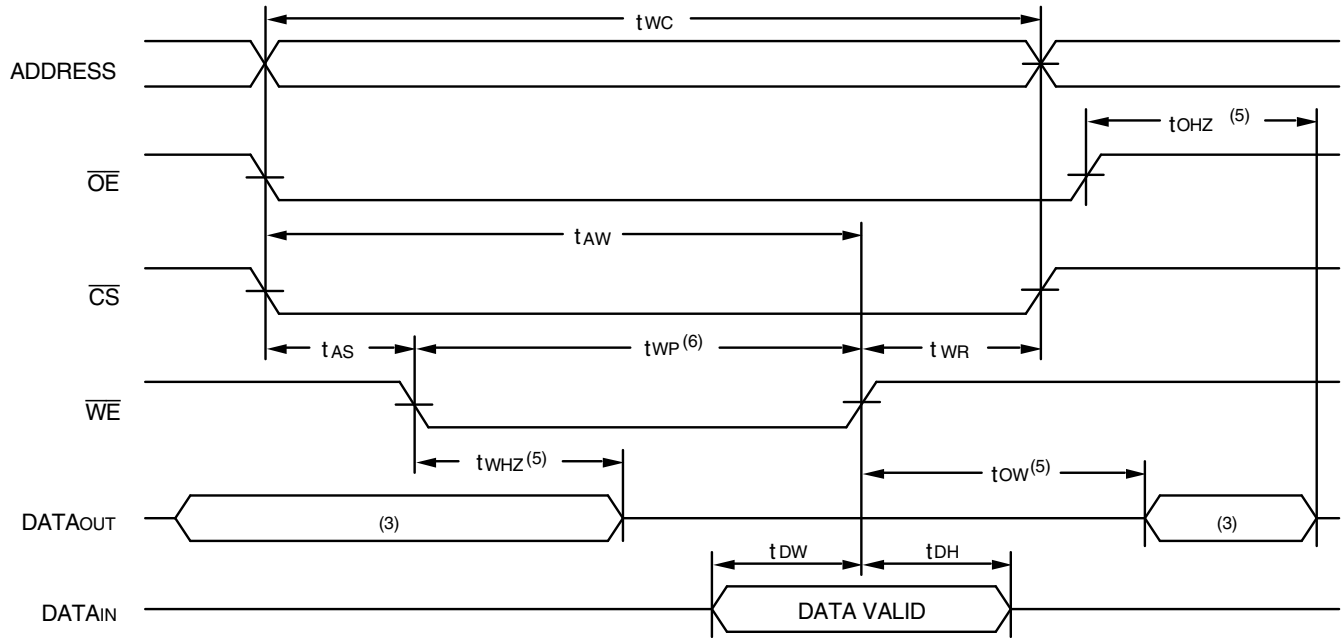 tWC
ADDRESS
tOHZ (5)
OE
tAW
CS
tAS
tWP(6)
tWR
WE
tWHZ(5)
tOW(5)
DATAOUT
(3)
(3)
tDW
tDH
DATAIN
DATA VALID